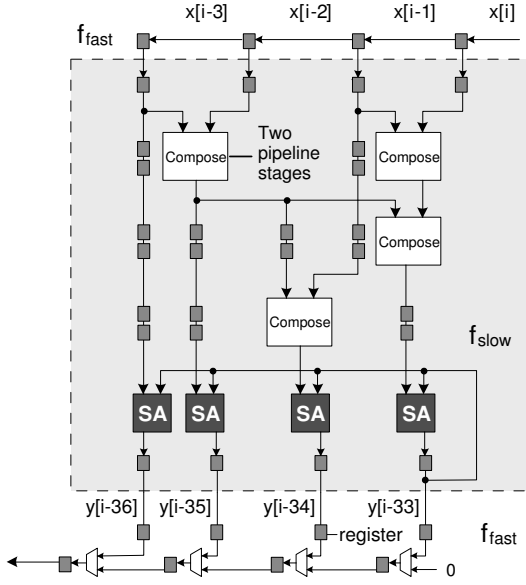 x[i-3] x[i-2] x[i-1] x[i]
f_fast
Compose
Two pipeline stages
Compose
Compose
Compose
f_slow
SA SA SA SA
y[i-36] y[i-35] y[i-34] y[i-33]
register
f_fast
0